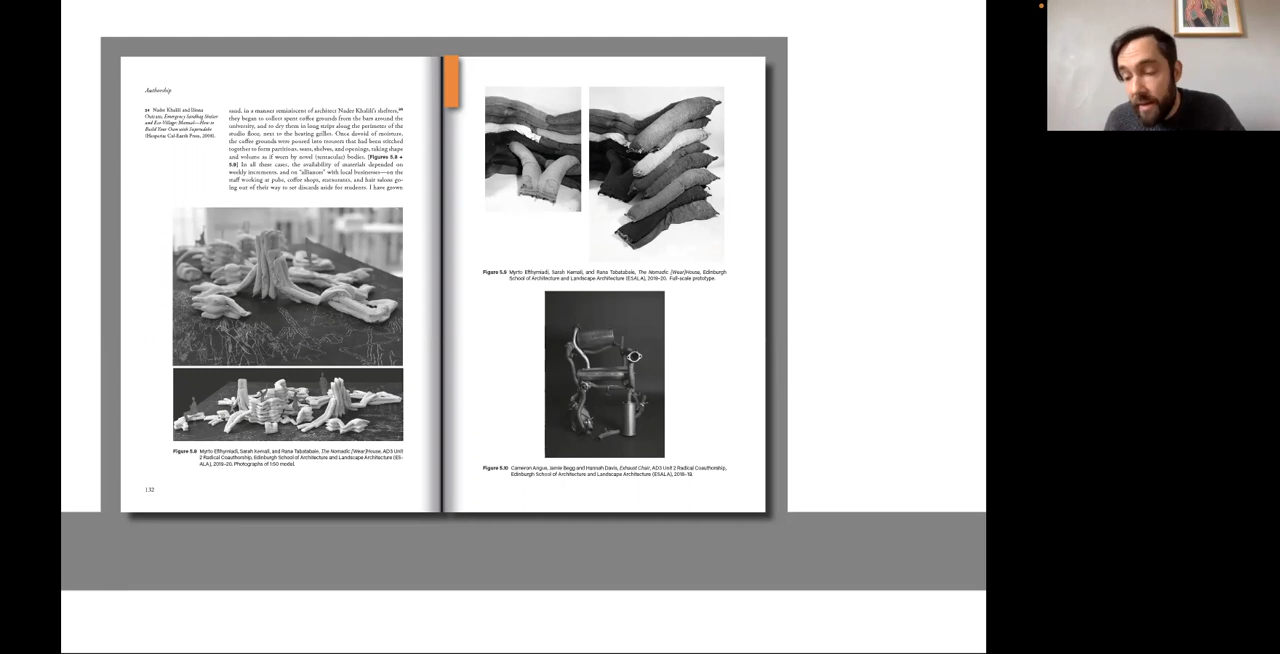 Authorship
24 Nader Khalili and Iliona
Outram, Emergency Sandbag Shelter
and Eco-Village: Manual—How to
Build Your Own with Superadobe
(Hesperia: Cal-Earth Press, 2008).
sand, in a manner reminiscent of architect Nader Khalili's shelters,24
they began to collect spent coffee grounds from the bars around the
university, and to dry them in long strips along the perimeter of the
studio floor, next to the heating grilles. Once devoid of moisture,
the coffee grounds were poured into trousers that had been stitched
together to form partitions, seats, shelves, and openings, taking shape
and volume as if worn by novel (tentacular) bodies. [Figures 5.8 +
5.9] In all these cases, the availability of materials depended on
weekly increments, and on "alliances" with local businesses—on the
staff working at pubs, coffee shops, restaurants, and hair salons go-
ing out of their way to set discards aside for students. I have grown
Figure 5.8 Myrto Efthymiadi, Sarah Kemali, and Rana Tabatabaie, The Nomadic [Wear]House, AD3 Unit
2 Radical Coauthorship, Edinburgh School of Architecture and Landscape Architecture (ES-
ALA), 2019–20. Photographs of 1:50 model.
132
Figure 5.9 Myrto Efthymiadi, Sarah Kemali, and Rana Tabatabaie, The Nomadic [Wear]House, Edinburgh
School of Architecture and Landscape Architecture (ESALA), 2019–20. Full-scale prototype.
Figure 5.10 Cameron Angus, Jamie Begg and Hannah Davis, Exhaust Chair, AD3 Unit 2 Radical Coauthorship,
Edinburgh School of Architecture and Landscape Architecture (ESALA), 2018–19.